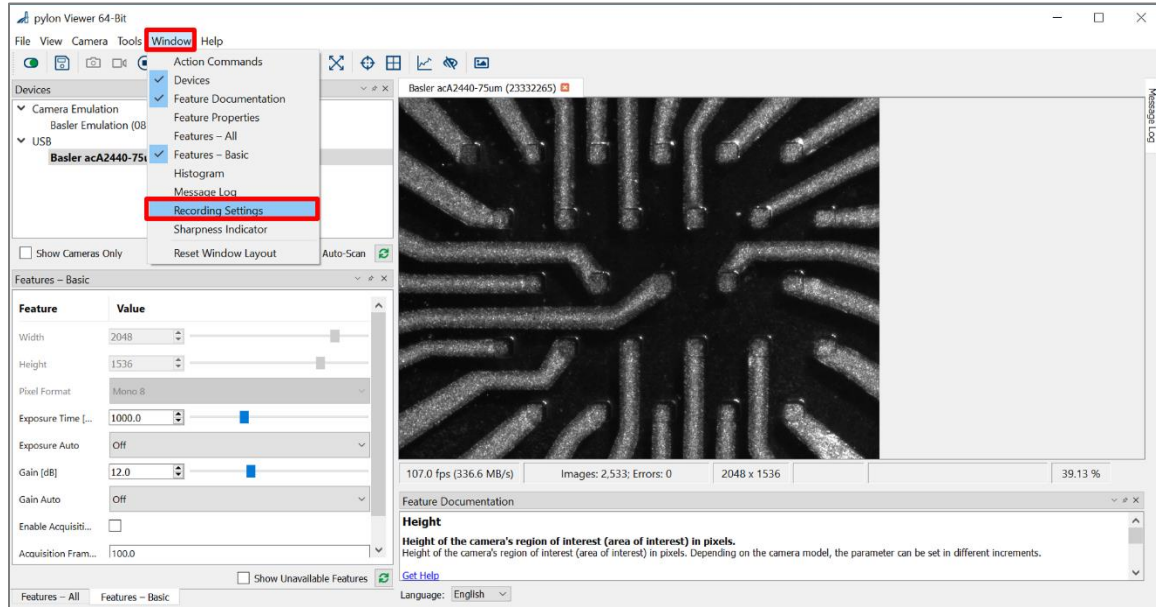 pylon Viewer 64-Bit
File View Camera Tools Window Help
Action Commands
Devices
Feature Documentation
Feature Properties
Features – All
Features – Basic
Histogram
Message Log
Recording Settings
Sharpness Indicator
Reset Window Layout
Devices
Camera Emulation
Basler Emulation (08
USB
Basler acA2440-75u
Show Cameras Only
Auto-Scan
Features – Basic
Feature Value
Width 2048
Height 1536
Pixel Format Mono 8
Exposure Time [... 1000.0
Exposure Auto Off
Gain [dB] 12.0
Gain Auto Off
Enable Acquisiti...
Acquisition Fram... 100.0
Show Unavailable Features
Features – All Features – Basic
Basler acA2440-75um (23332265)
107.0 fps (336.6 MB/s) Images: 2,533; Errors: 0 2048 x 1536 39.13 %
Feature Documentation
Height
Height of the camera's region of interest (area of interest) in pixels.
Height of the camera's region of interest (area of interest) in pixels. Depending on the camera model, the parameter can be set in different increments.
Get Help
Language: English
Message Log